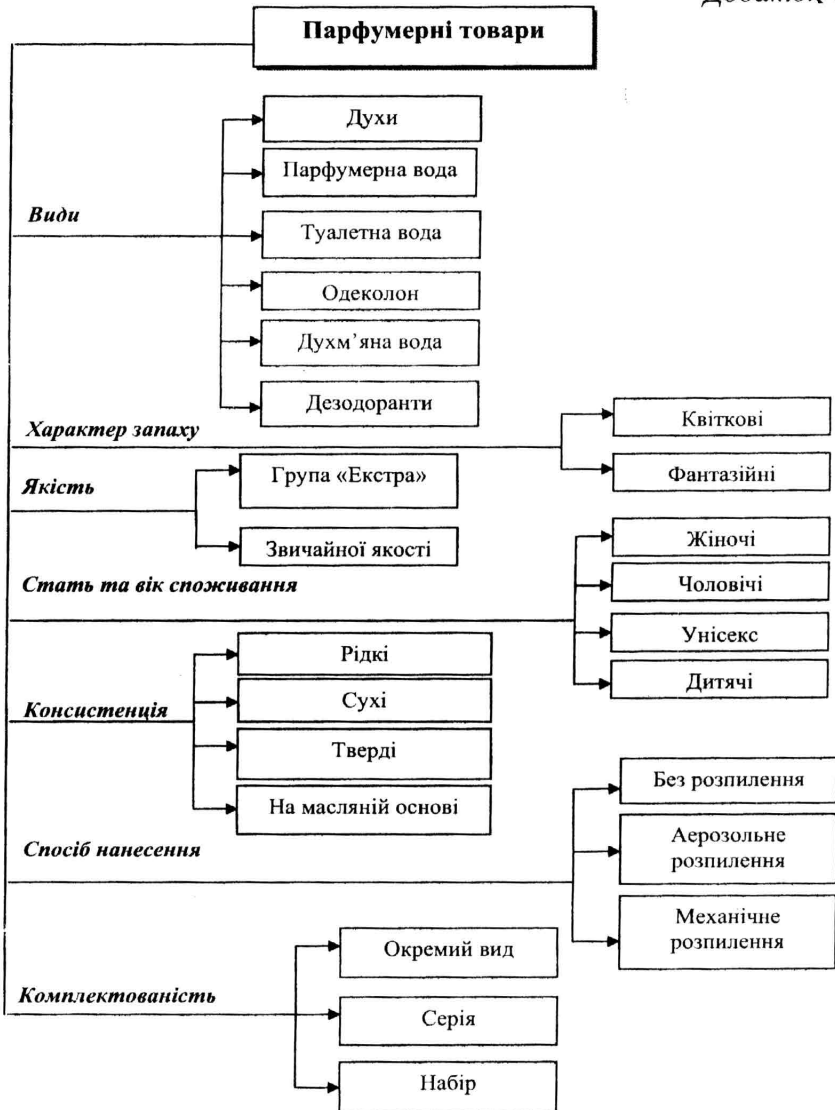 Додаток
Парфумерні товари
Види
Духи
Парфумерна вода
Туалетна вода
Одеколон
Духм’яна вода
Дезодоранти
Характер запаху
Квіткові
Фантазійні
Якість
Група «Екстра»
Звичайної якості
Стать та вік споживання
Жіночі
Чоловічі
Унісекс
Дитячі
Консистенція
Рідкі
Сухі
Тверді
На масляній основі
Спосіб нанесення
Без розпилення
Аерозольне
розпилення
Механічне
розпилення
Комплектованість
Окремий вид
Серія
Набір